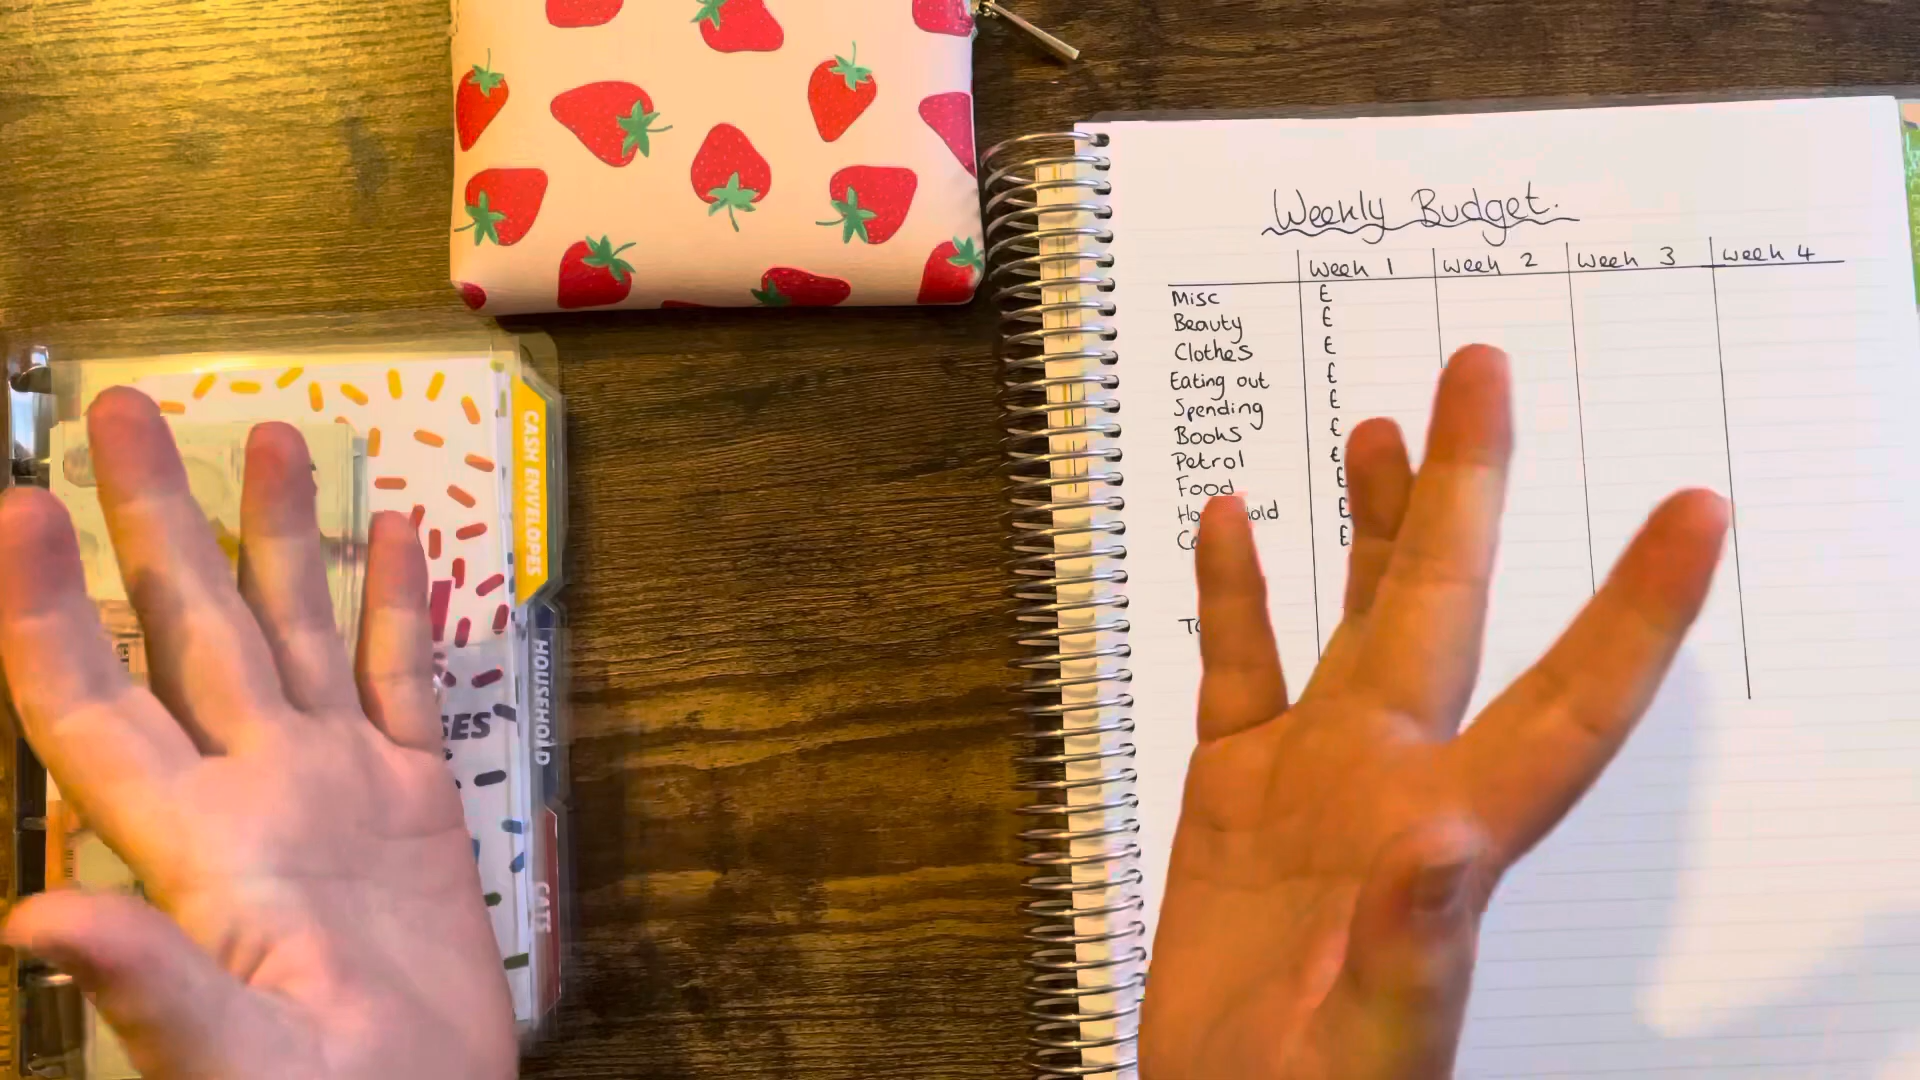 CASH ENVELOPES
HOUSEHOLD
CATS
SES
Weekly Budget.
Week 1 Week 2 Week 3 Week 4
Misc £
Beauty £
Clothes £
Eating out £
Spending £
Books £
Petrol £
Food £
£
£